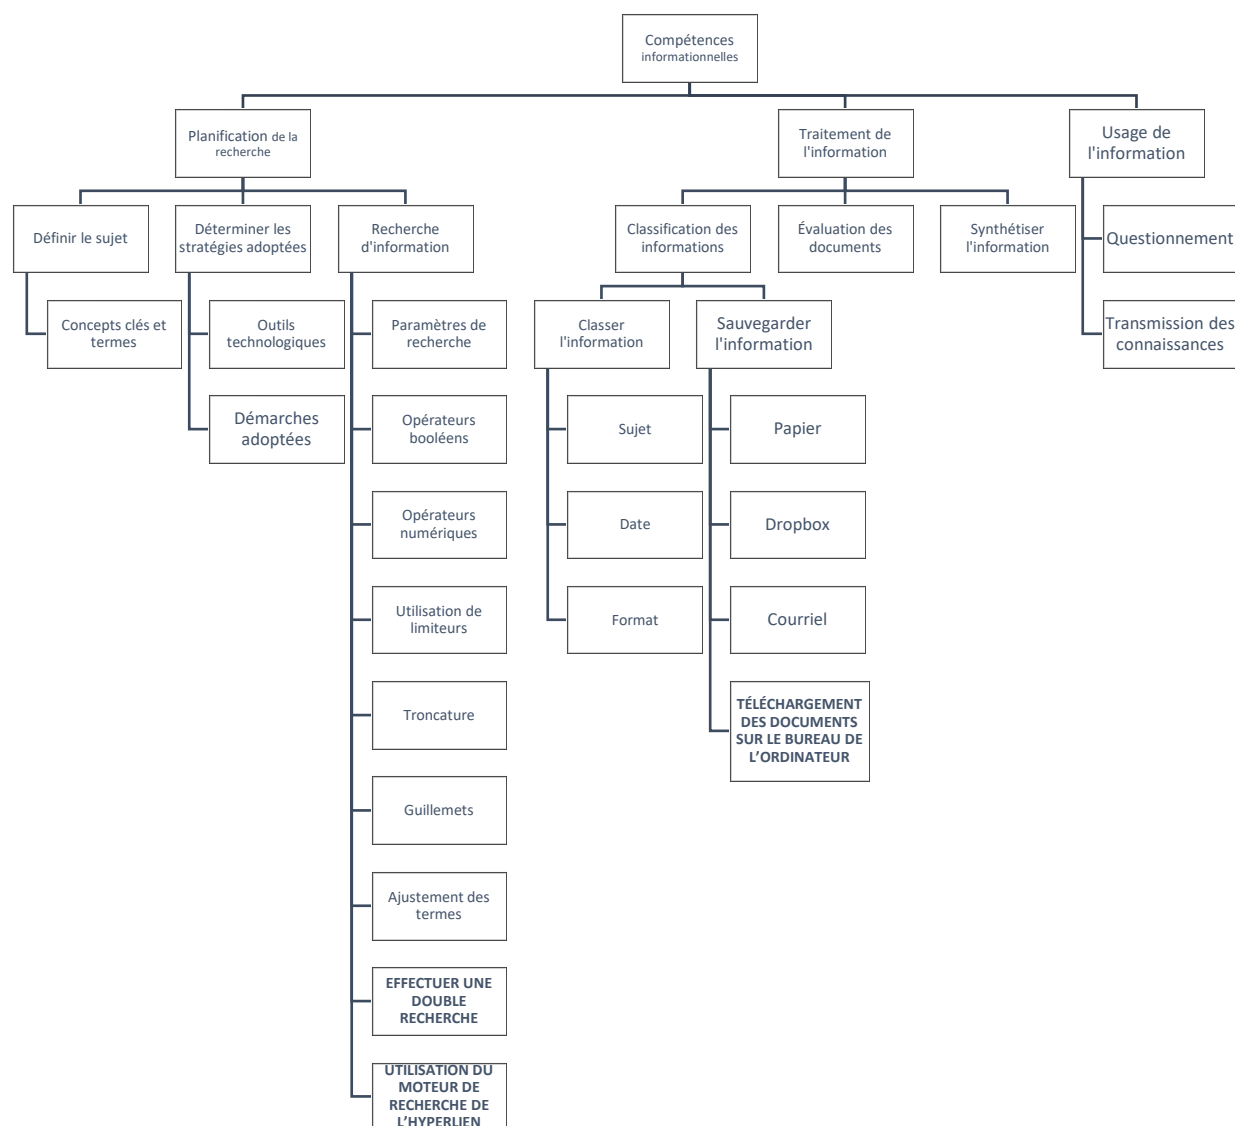 Compétences
informationnelles
Planification de la
recherche
Traitement de
l'information
Usage de
l'information
Définir le sujet
Déterminer les
stratégies adoptées
Recherche
d'information
Classification des
informations
Évaluation des
documents
Synthétiser
l'information
Questionnement
Concepts clés et
termes
Outils
technologiques
Paramètres de
recherche
Classer
l'information
Sauvegarder
l'information
Transmission des
connaissances
Démarches
adoptées
Opérateurs
booléens
Sujet
Papier
Opérateurs
numériques
Date
Dropbox
Utilisation de
limiteurs
Format
Courriel
Troncature
TÉLÉCHARGEMENT
DES DOCUMENTS
SUR LE BUREAU DE
L’ORDINATEUR
Guillemets
Ajustement des
termes
EFFECTUER UNE
DOUBLE
RECHERCHE
UTILISATION DU
MOTEUR DE
RECHERCHE DE
L’HYPERLIEN